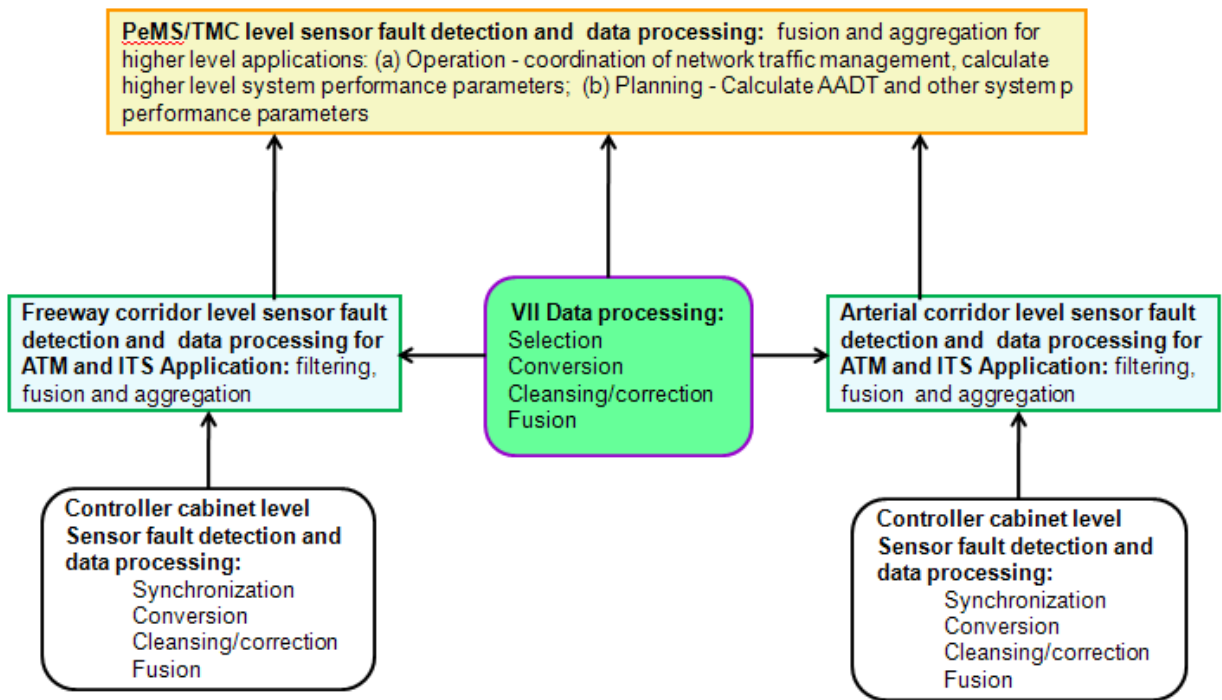 PeMS/TMC level sensor fault detection and data processing: fusion and aggregation for
higher level applications: (a) Operation - coordination of network traffic management, calculate
higher level system performance parameters; (b) Planning - Calculate AADT and other system p
performance parameters
Freeway corridor level sensor fault
detection and data processing for
ATM and ITS Application: filtering,
fusion and aggregation
VII Data processing:
Selection
Conversion
Cleansing/correction
Fusion
Arterial corridor level sensor fault
detection and data processing for
ATM and ITS Application: filtering,
fusion and aggregation
Controller cabinet level
Sensor fault detection and
data processing:
Synchronization
Conversion
Cleansing/correction
Fusion
Controller cabinet level
Sensor fault detection and
data processing:
Synchronization
Conversion
Cleansing/correction
Fusion